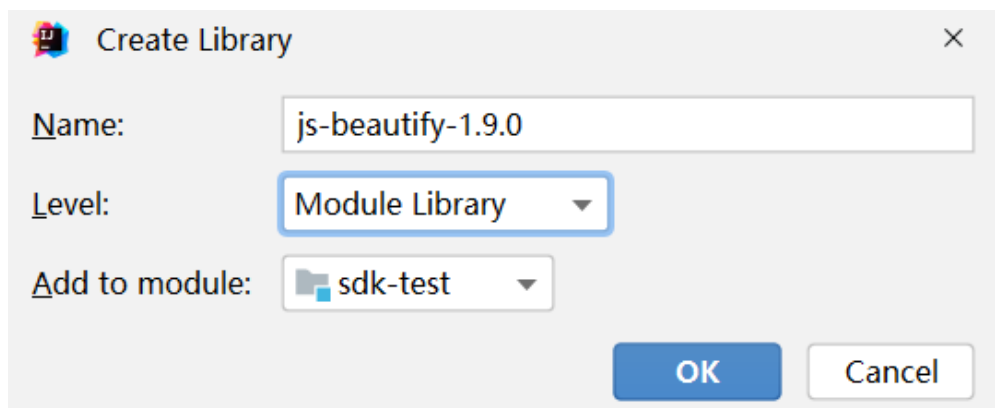 Create Library
Name: js-beautify-1.9.0
Level: Module Library
Add to module: sdk-test
OK Cancel